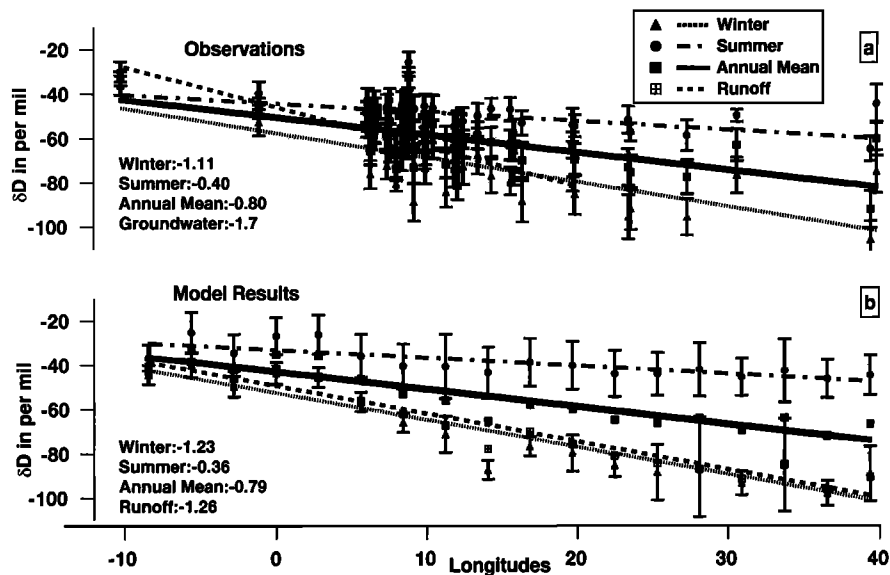 Winter
Summer
Annual Mean
Runoff
a
Observations
-20
-40
-60
-80
-100
δD in per mil
Winter:-1.11
Summer:-0.40
Annual Mean:-0.80
Groundwater:-1.7
b
Model Results
-20
-40
-60
-80
-100
δD in per mil
Winter:-1.23
Summer:-0.36
Annual Mean:-0.79
Runoff:-1.26
-10 0 10 20 30 40
Longitudes